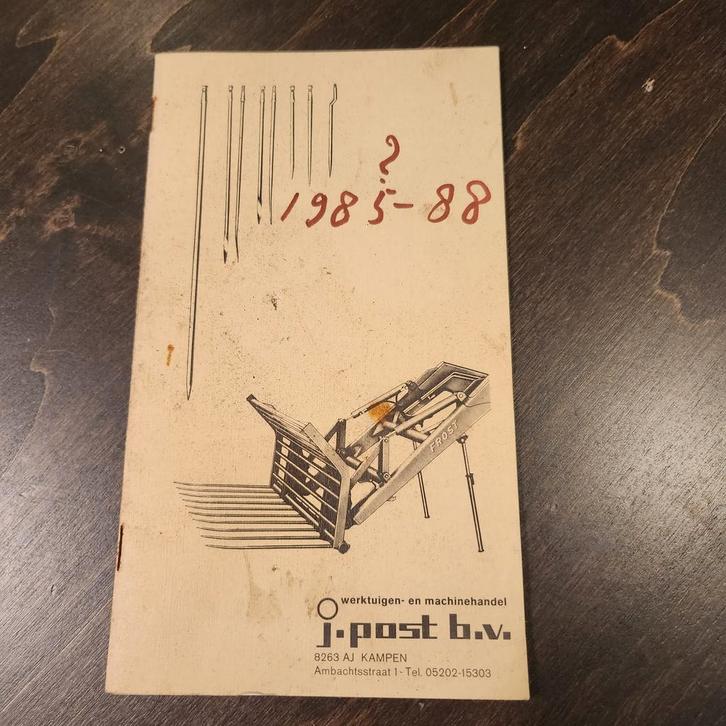 ?
1985-88
FROST
werktuigen- en machinehandel
j.post b.v.
8263 AJ KAMPEN
Ambachtsstraat 1 - Tel. 05202-15303